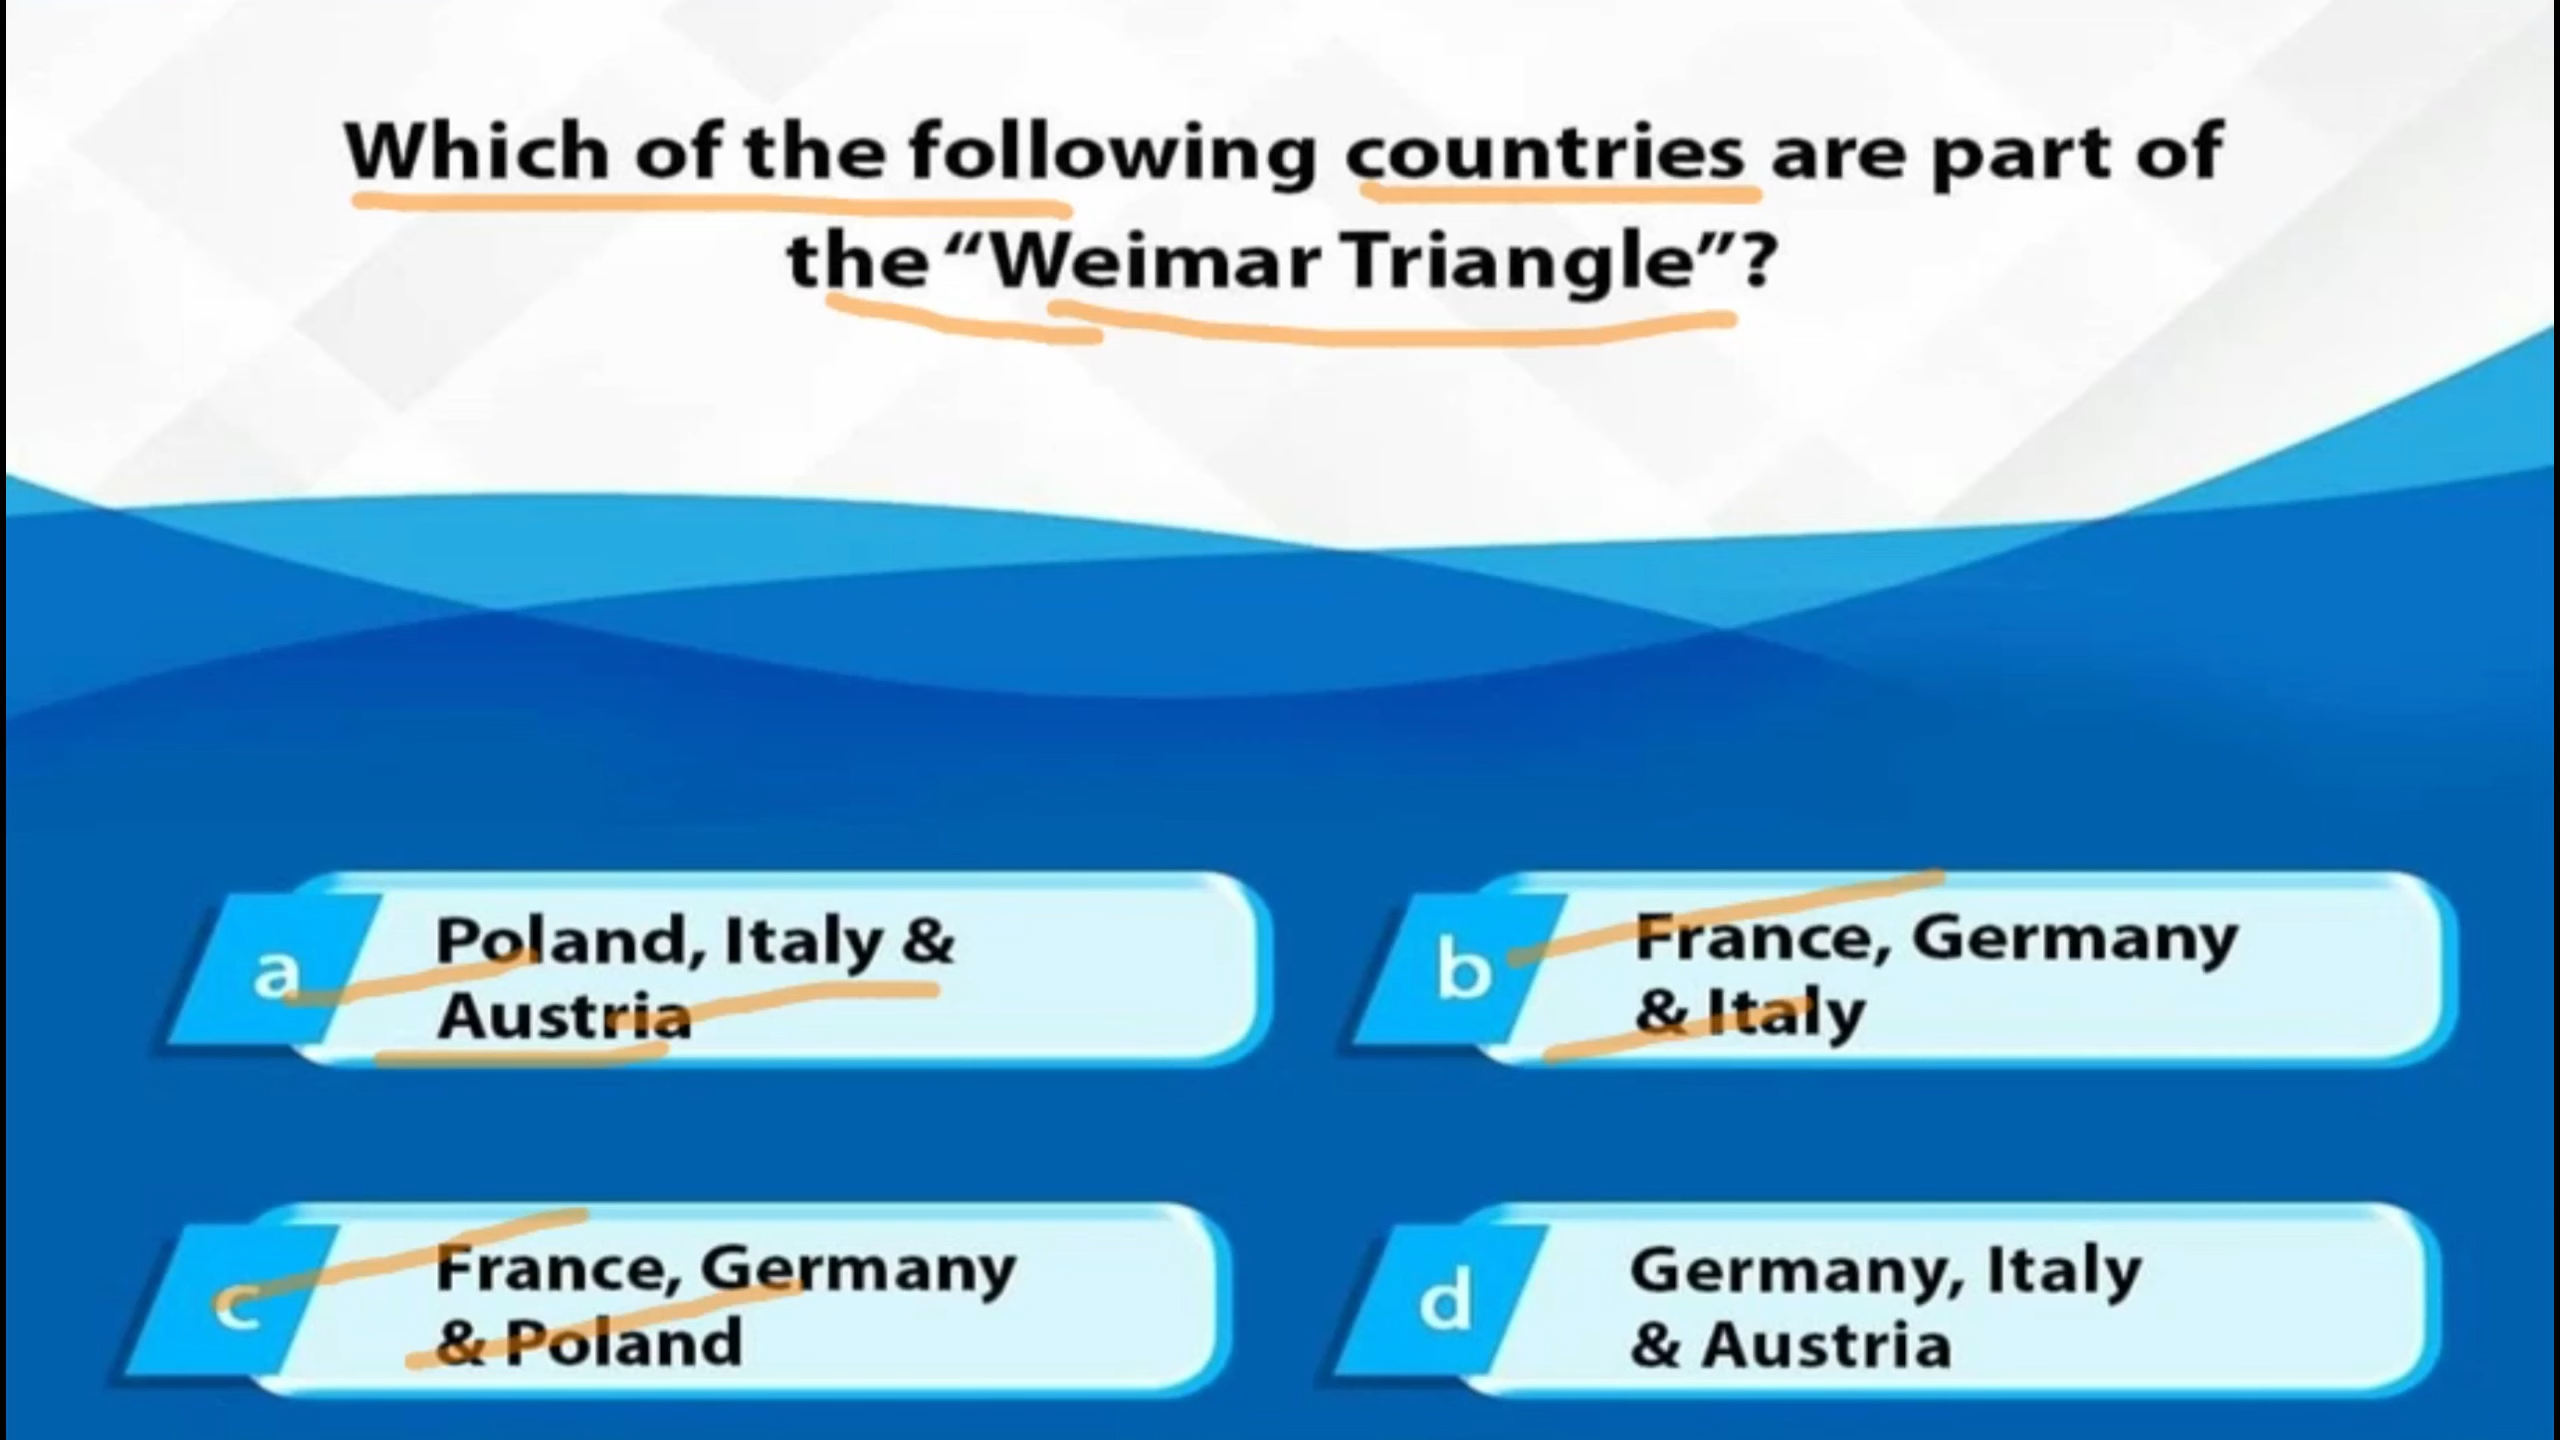 Which of the following countries are part of
the “Weimar Triangle”?
a
Poland, Italy &
Austria
b
France, Germany
& Italy
c
France, Germany
& Poland
d
Germany, Italy
& Austria